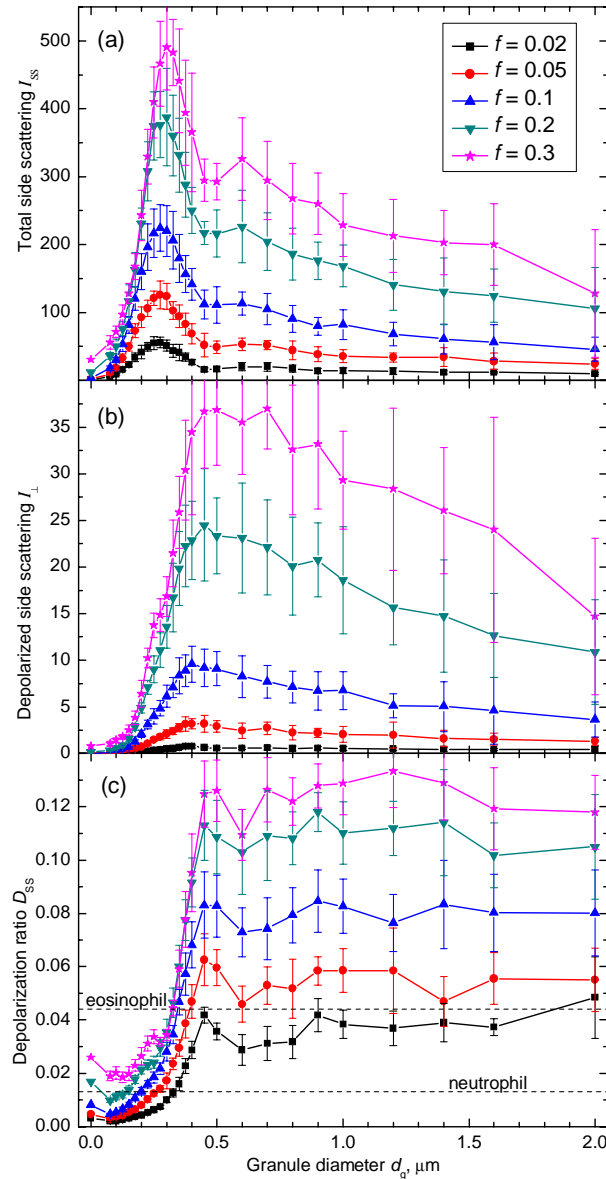 (a)
f = 0.02
f = 0.05
f = 0.1
f = 0.2
f = 0.3
550
500
400
300
200
100
Total side scattering I_ss
(b)
35
30
25
20
15
10
5
0
Depolarized side scattering I_⊥
(c)
0.12
0.10
0.08
0.06
0.04
0.02
0.00
Depolarization ratio D_ss
eosinophil
neutrophil
0.0 0.5 1.0 1.5 2.0
Granule diameter d_g, μm